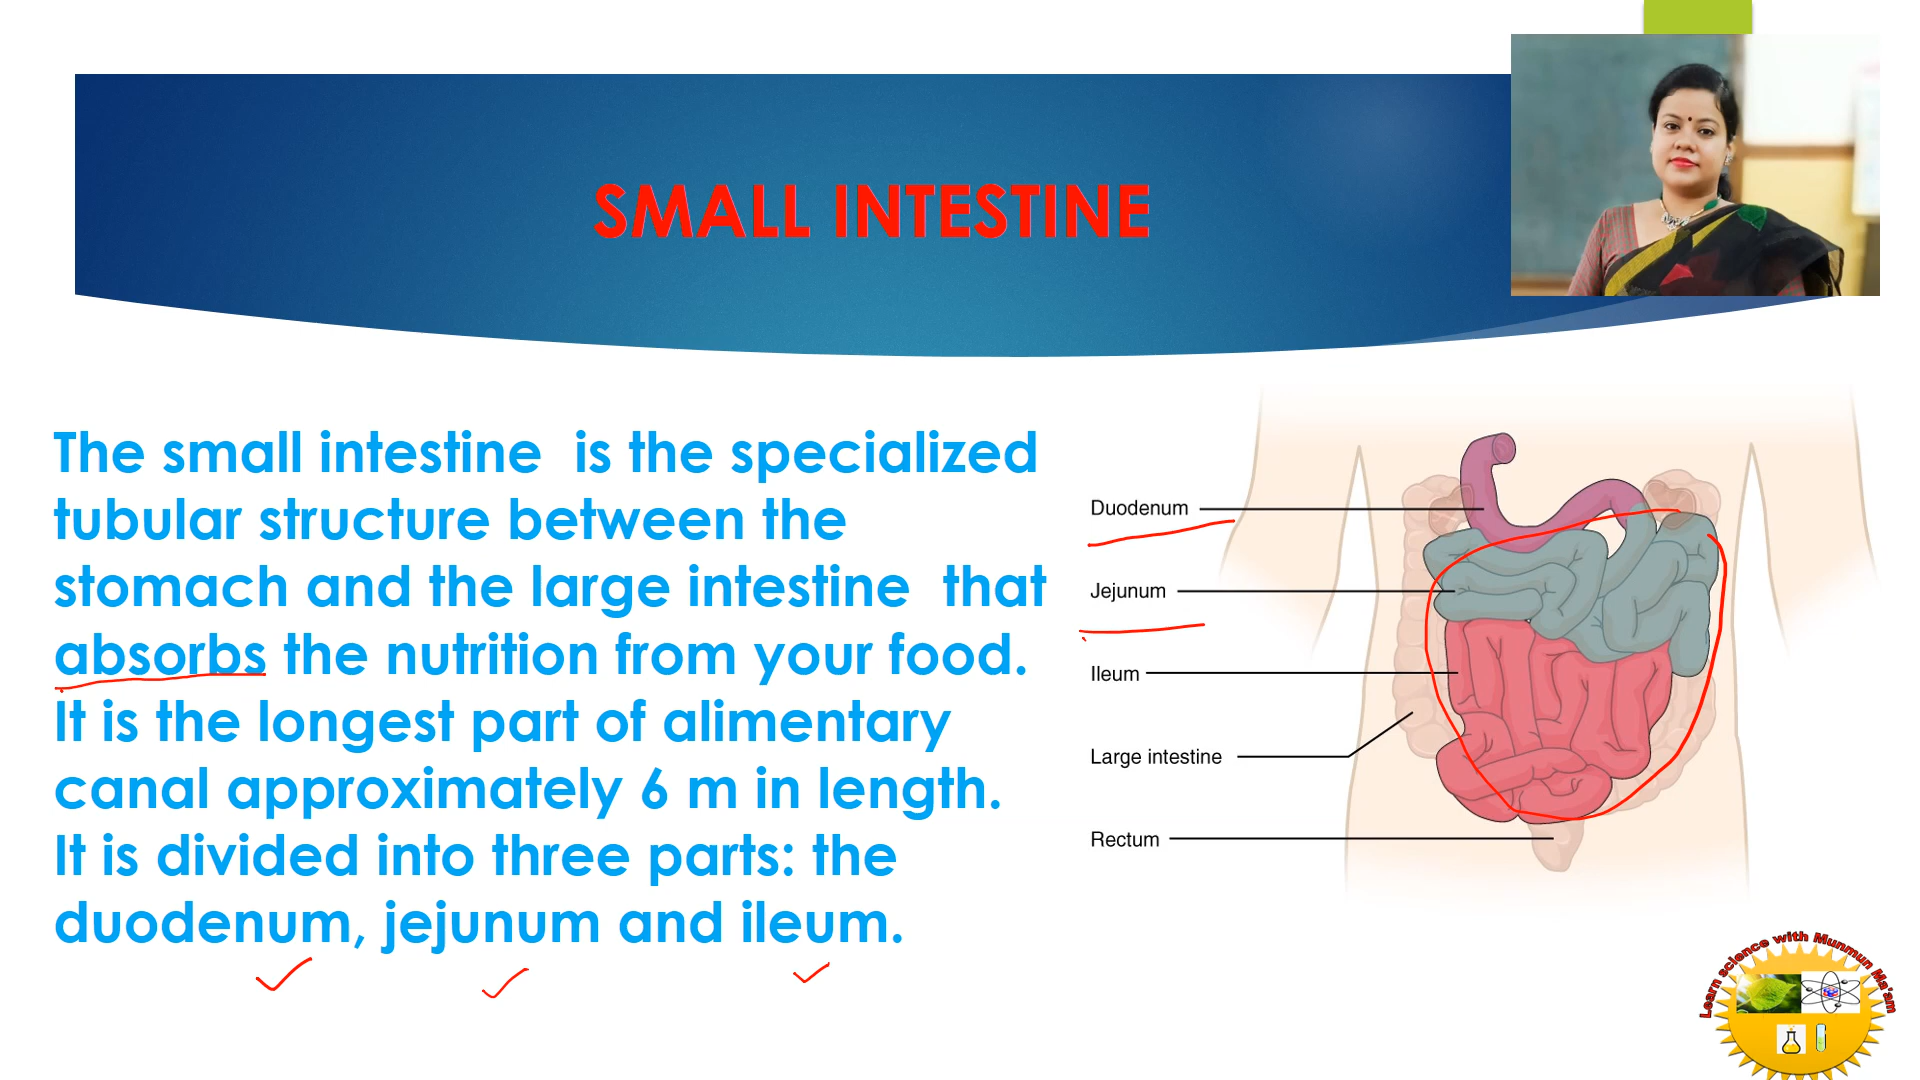 SMALL INTESTINE
The small intestine is the specialized
tubular structure between the
stomach and the large intestine that
absorbs the nutrition from your food.
It is the longest part of alimentary
canal approximately 6 m in length.
It is divided into three parts: the
duodenum, jejunum and ileum.
Duodenum
Jejunum
Ileum
Large intestine
Rectum
Learn science with Munmun Ma'am